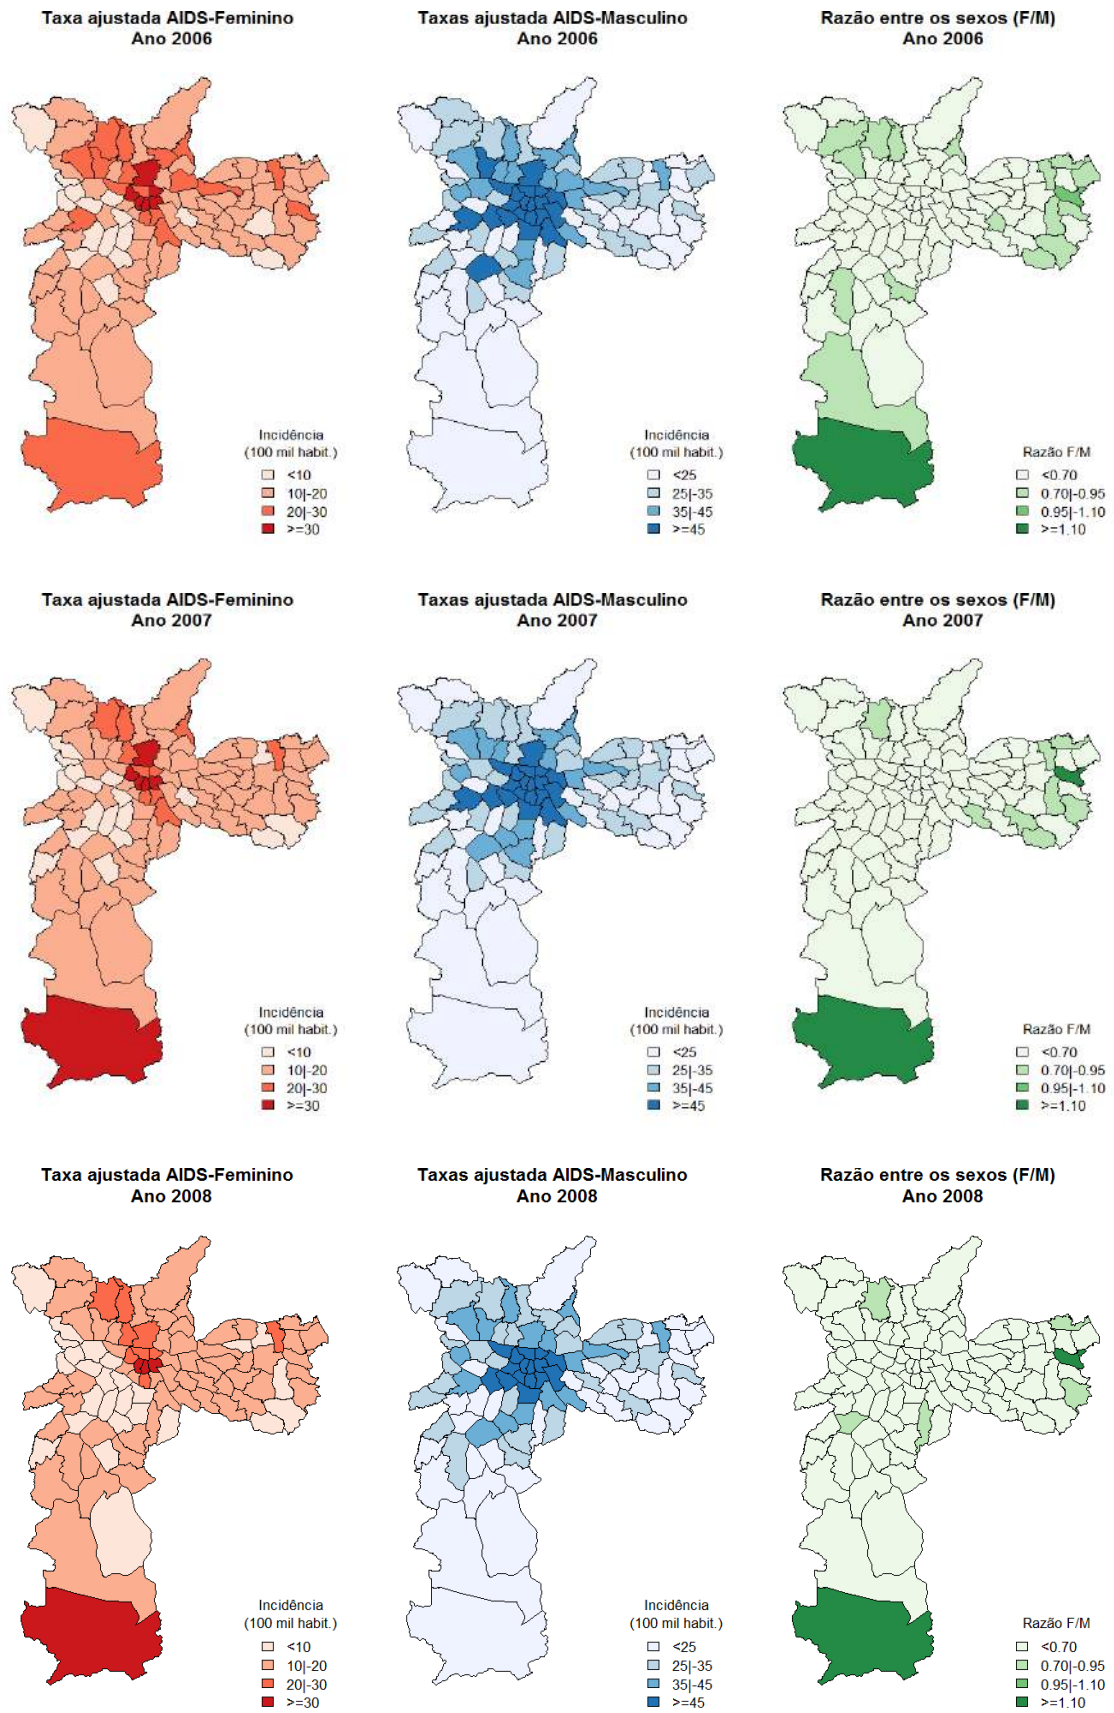 Taxa ajustada AIDS-Feminino
Ano 2006
Taxas ajustada AIDS-Masculino
Ano 2006
Razão entre os sexos (F/M)
Ano 2006
Incidência
(100 mil habit.)
<10
10|-20
20|-30
>=30
Incidência
(100 mil habit.)
<25
25|-35
35|-45
>=45
Razão F/M
<0.70
0.70|-0.95
0.95|-1.10
>=1.10
Taxa ajustada AIDS-Feminino
Ano 2007
Taxas ajustada AIDS-Masculino
Ano 2007
Razão entre os sexos (F/M)
Ano 2007
Incidência
(100 mil habit.)
<10
10|-20
20|-30
>=30
Incidência
(100 mil habit.)
<25
25|-35
35|-45
>=45
Razão F/M
<0.70
0.70|-0.95
0.95|-1.10
>=1.10
Taxa ajustada AIDS-Feminino
Ano 2008
Taxas ajustada AIDS-Masculino
Ano 2008
Razão entre os sexos (F/M)
Ano 2008
Incidência
(100 mil habit.)
<10
10|-20
20|-30
>=30
Incidência
(100 mil habit.)
<25
25|-35
35|-45
>=45
Razão F/M
<0.70
0.70|-0.95
0.95|-1.10
>=1.10